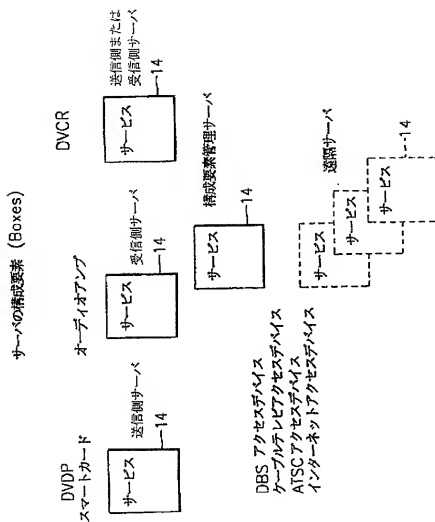 サーバの構成要素 (Boxes)
DVDP
スマートカード
送信側サーバ
サービス
14
オーディオアンプ
受信側サーバ
サービス
14
DVCR
送信側または
受信側サーバ
サービス
14
構成要素管理サーバ
サービス
14
DBS アクセスデバイス
ケーブルテレビアクセスデバイス
ATSC アクセスデバイス
インターネットアクセスデバイス
遠隔サーバ
サービス
サービス
サービス
14